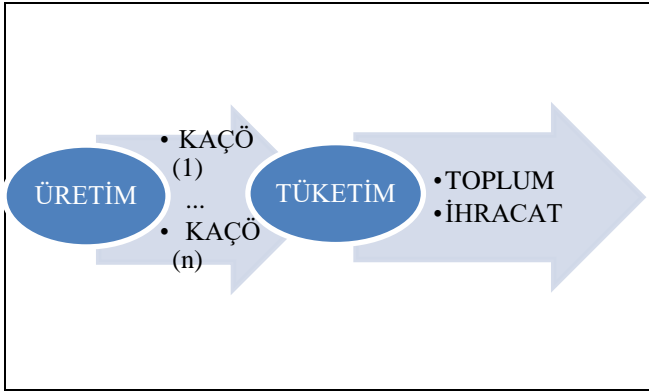 ÜRETİM
• KAÇÖ
(1)
...
• KAÇÖ
(n)
TÜKETİM
•TOPLUM
•İHRACAT